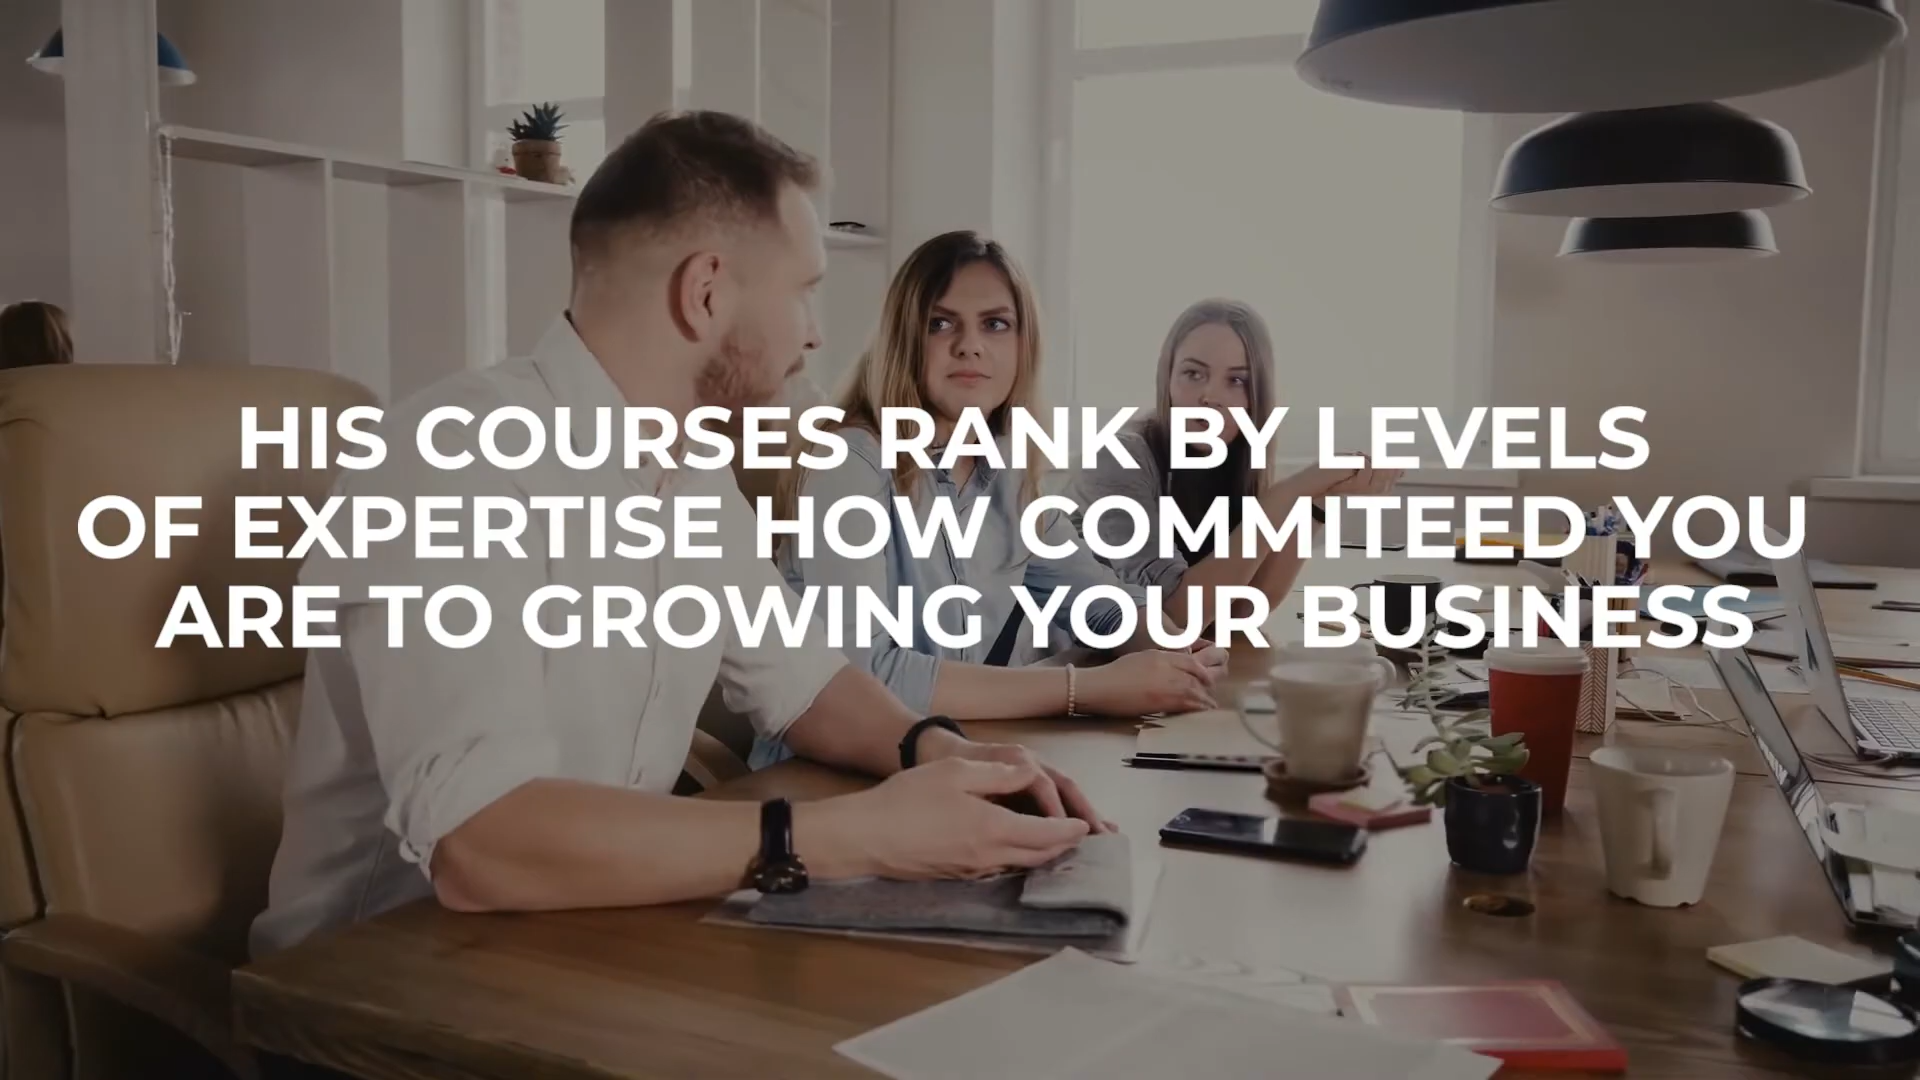 HIS COURSES RANK BY LEVELS
OF EXPERTISE HOW COMMITEED YOU
ARE TO GROWING YOUR BUSINESS